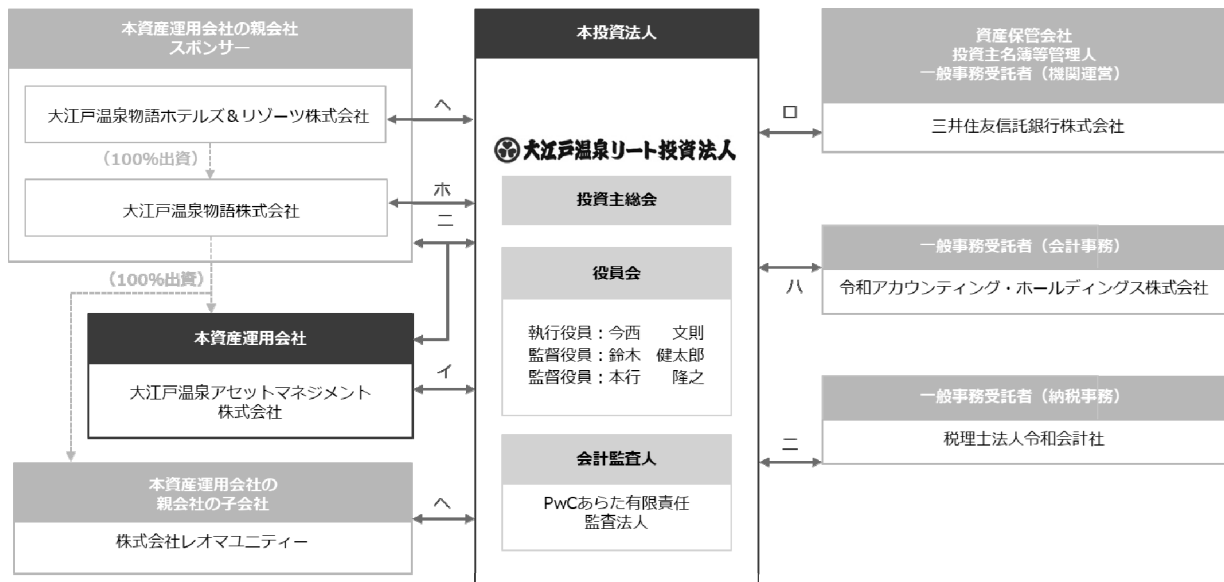 本資産運用会社の親会社
スポンサー
大江戸温泉物語ホテルズ＆リゾーツ株式会社
（100％出資）
大江戸温泉物語株式会社
（100％出資）
本資産運用会社
大江戸温泉アセットマネジメント
株式会社
本資産運用会社の
親会社の子会社
株式会社レオマユニティー
ヘ
ホ
ニ
イ
ヘ
本投資法人
大江戸温泉リート投資法人
投資主総会
役員会
執行役員：今西　　文則
監督役員：鈴木　健太郎
監督役員：本行　　隆之
会計監査人
PwCあらた有限責任
監査法人
ロ
ハ
ニ
資産保管会社
投資主名簿等管理人
一般事務受託者（機関運営）
三井住友信託銀行株式会社
一般事務受託者（会計事務）
令和アカウンティング・ホールディングス株式会社
一般事務受託者（納税事務）
税理士法人令和会計社